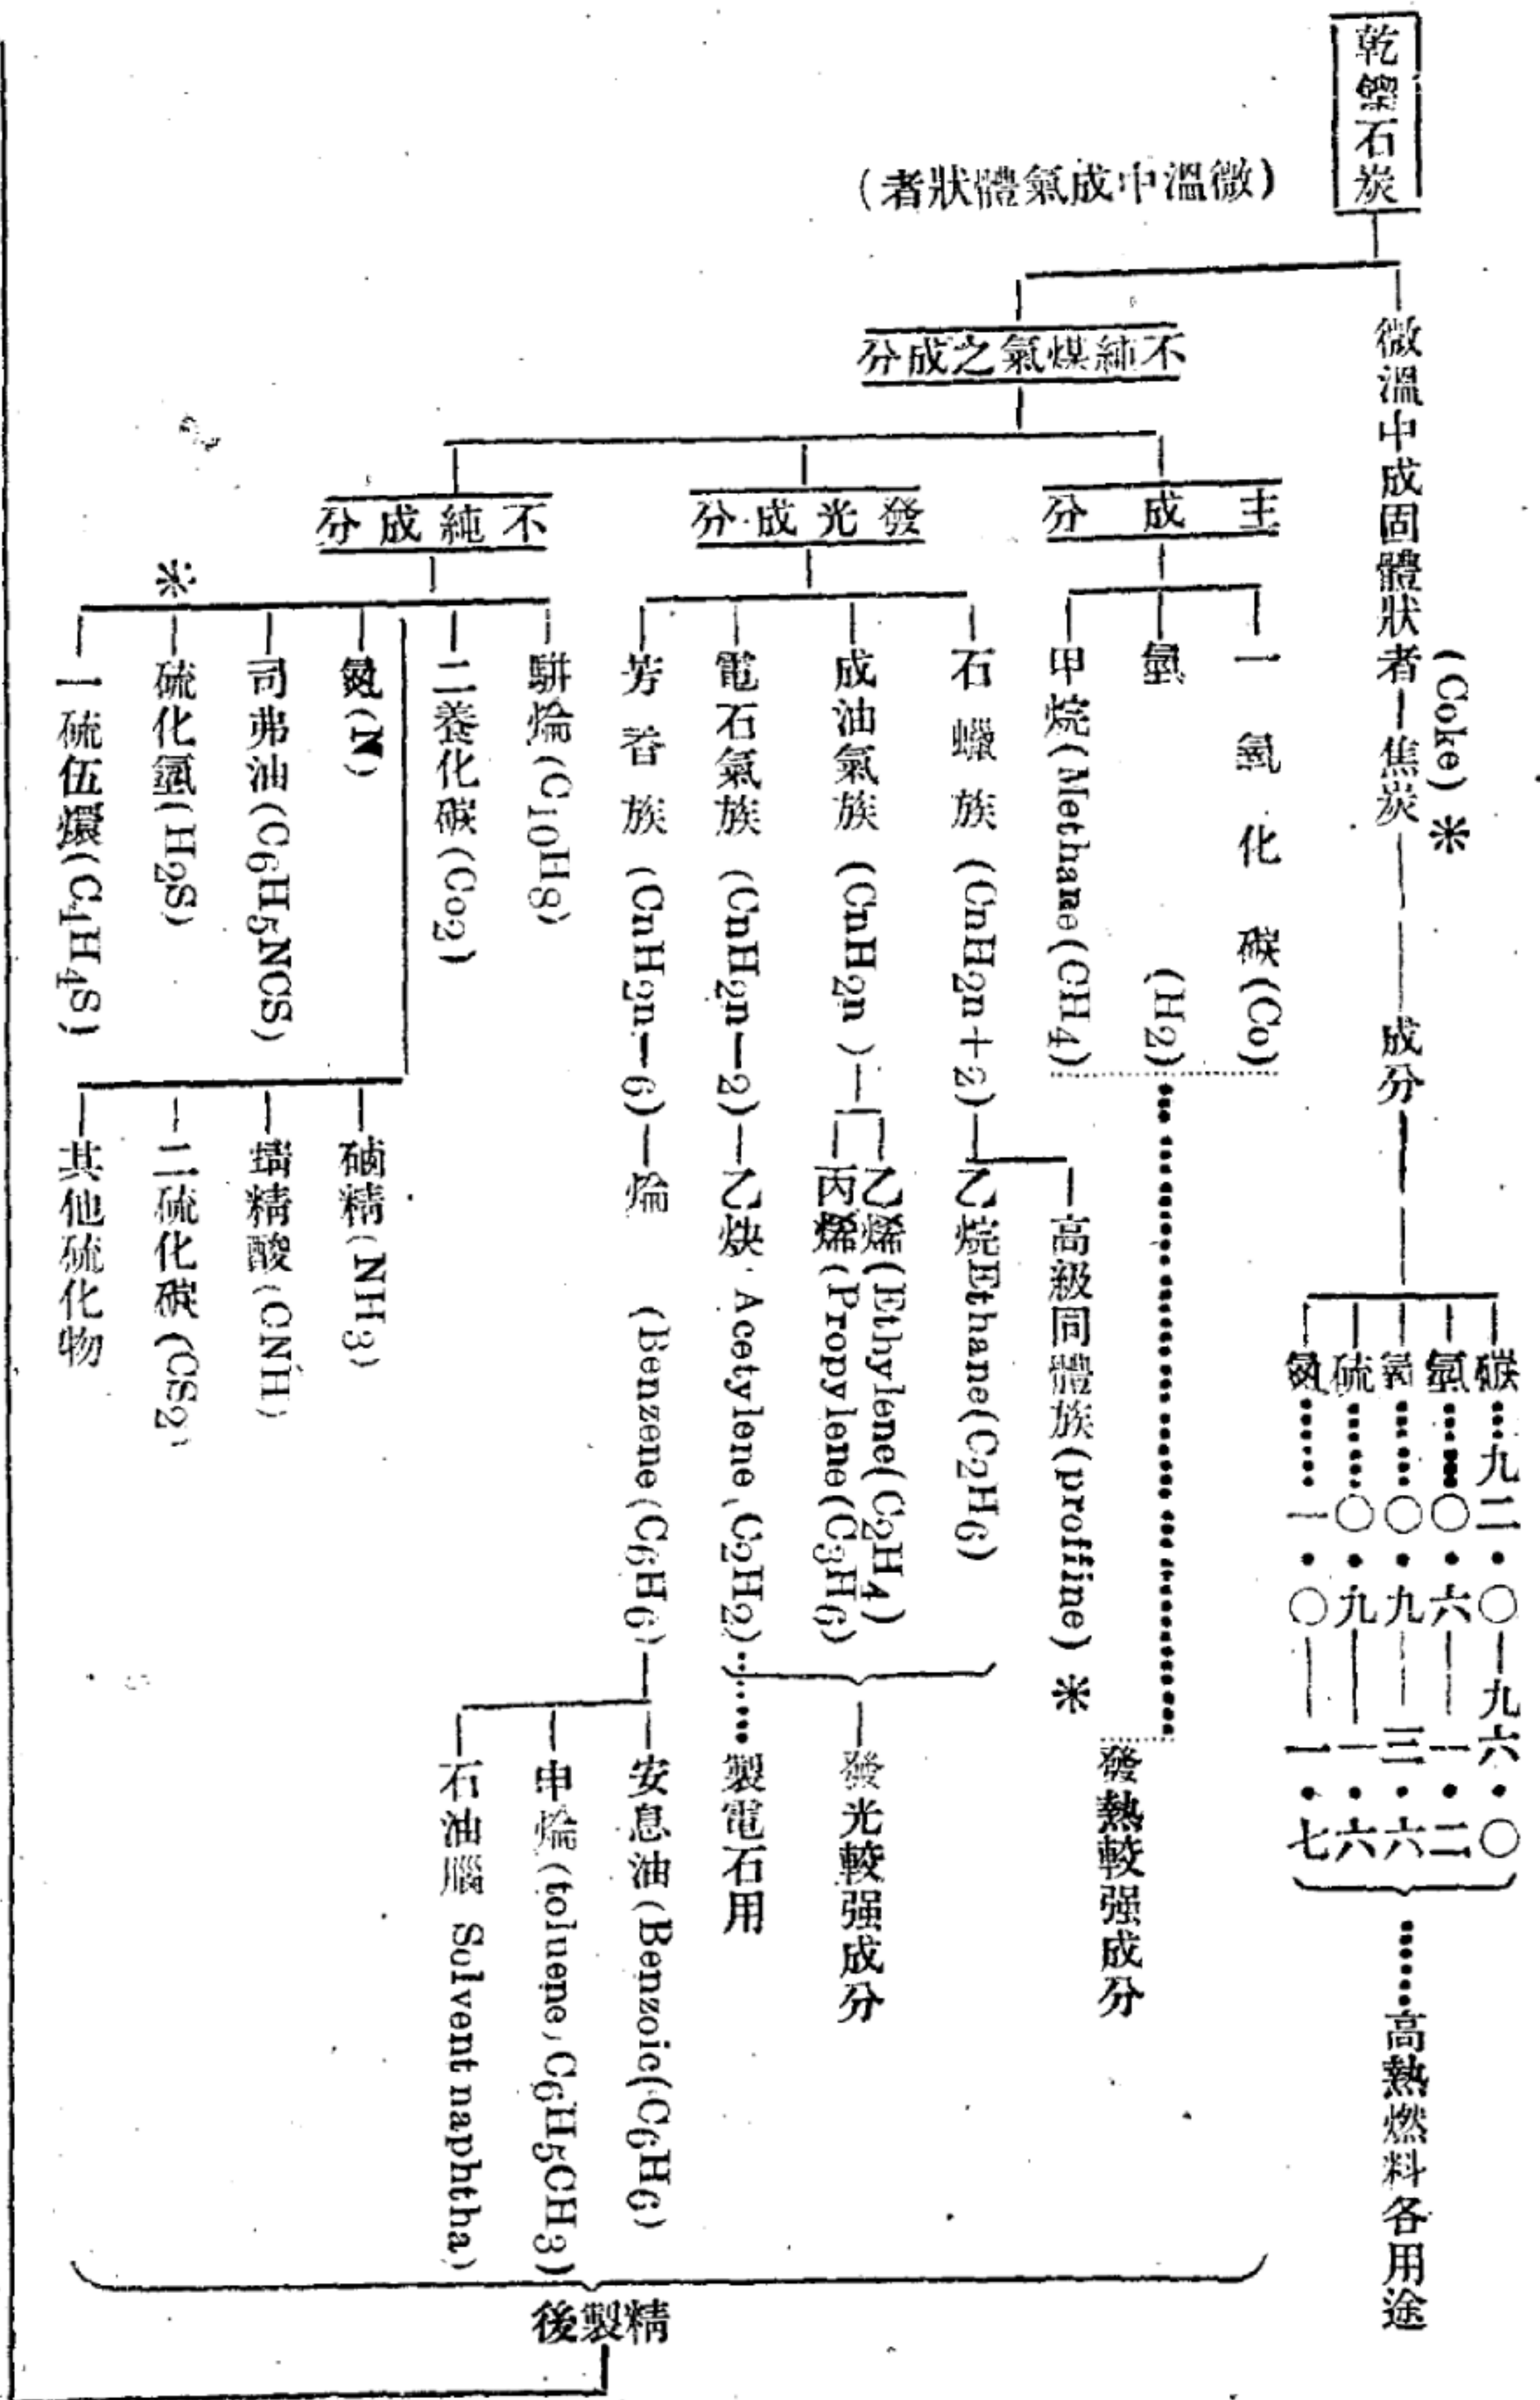 乾餾石炭
微溫中成固體狀者—焦炭——成分
(Coke)※
碳…九二·〇—九六·〇
氫……〇·六—一·二
氧……〇·九—三·六
硫……〇·九—一·六
氮……一·〇—一·七
……高熱燃料各用途
(微溫中成氣體狀者)
不純煤氣之成分
主成分
一氧化碳(Co)
氫(H2)
甲烷(Methane(CH4)
發熱較强成分
發光成分
石蠟族(CnH2n+2)
高級同體族(proffine)※
乙烷Ethane(C2H6)
成油氣族(CnH2n)
乙烯(Ethylene(C2H4)
丙烯(Propylene(C3H6)
電石氣族(CnH2n—2)—乙炔 Acetylene(C2H2)……製電石用
發光較强成分
芳香族(CnH2n—6)—爚(Benzene(C6H6)
安息油(Benzoic(C6H6)
申爚(toluene,C6H5CH3)
石油腦 Solvent naphtha)
不純成分
駢爚(C10H8)
二養化碳(Co2)
氮(N)
司弗油(C6H5NCS)
※
硫化氫(H2S)
一硫伍環(C4H4S)
精(NH3)
精酸(CNH)
二硫化碳(CS2)
其他硫化物
精製後